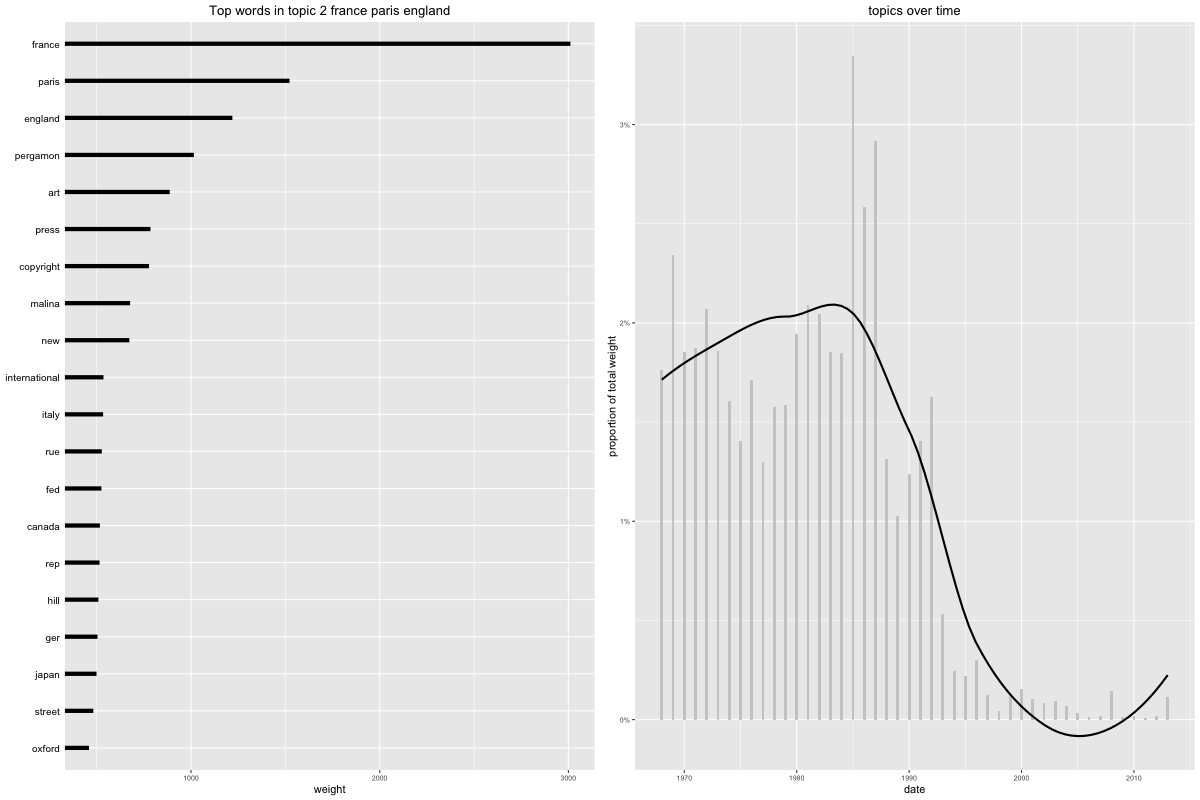 Top words in topic 2 france paris england
france
paris
england
pergamon
art
press
copyright
malina
new
international
italy
rue
fed
canada
rep
hill
ger
japan
street
oxford
1000
2000
3000
weight
topics over time
proportion of total weight
3%
2%
1%
0%
1970
1980
1990
2000
2010
date